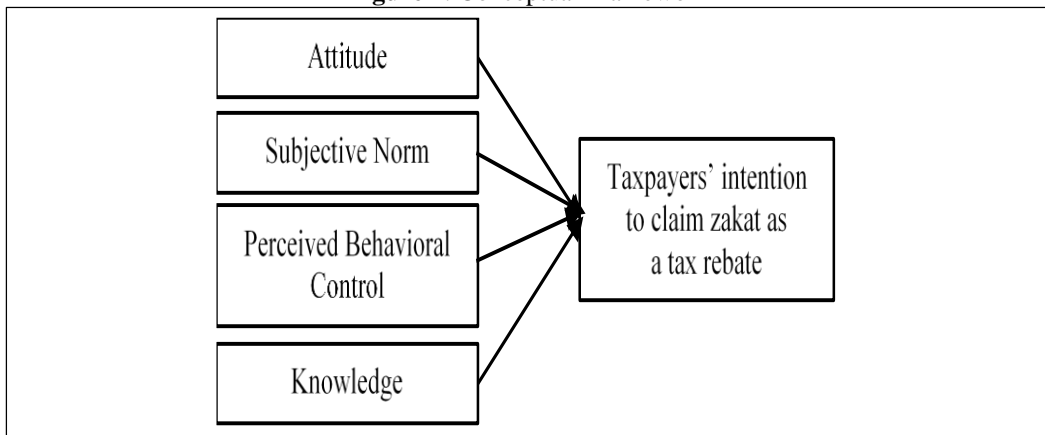 Attitude
Subjective Norm
Perceived Behavioral
Control
Knowledge
Taxpayers' intention
to claim zakat as
a tax rebate